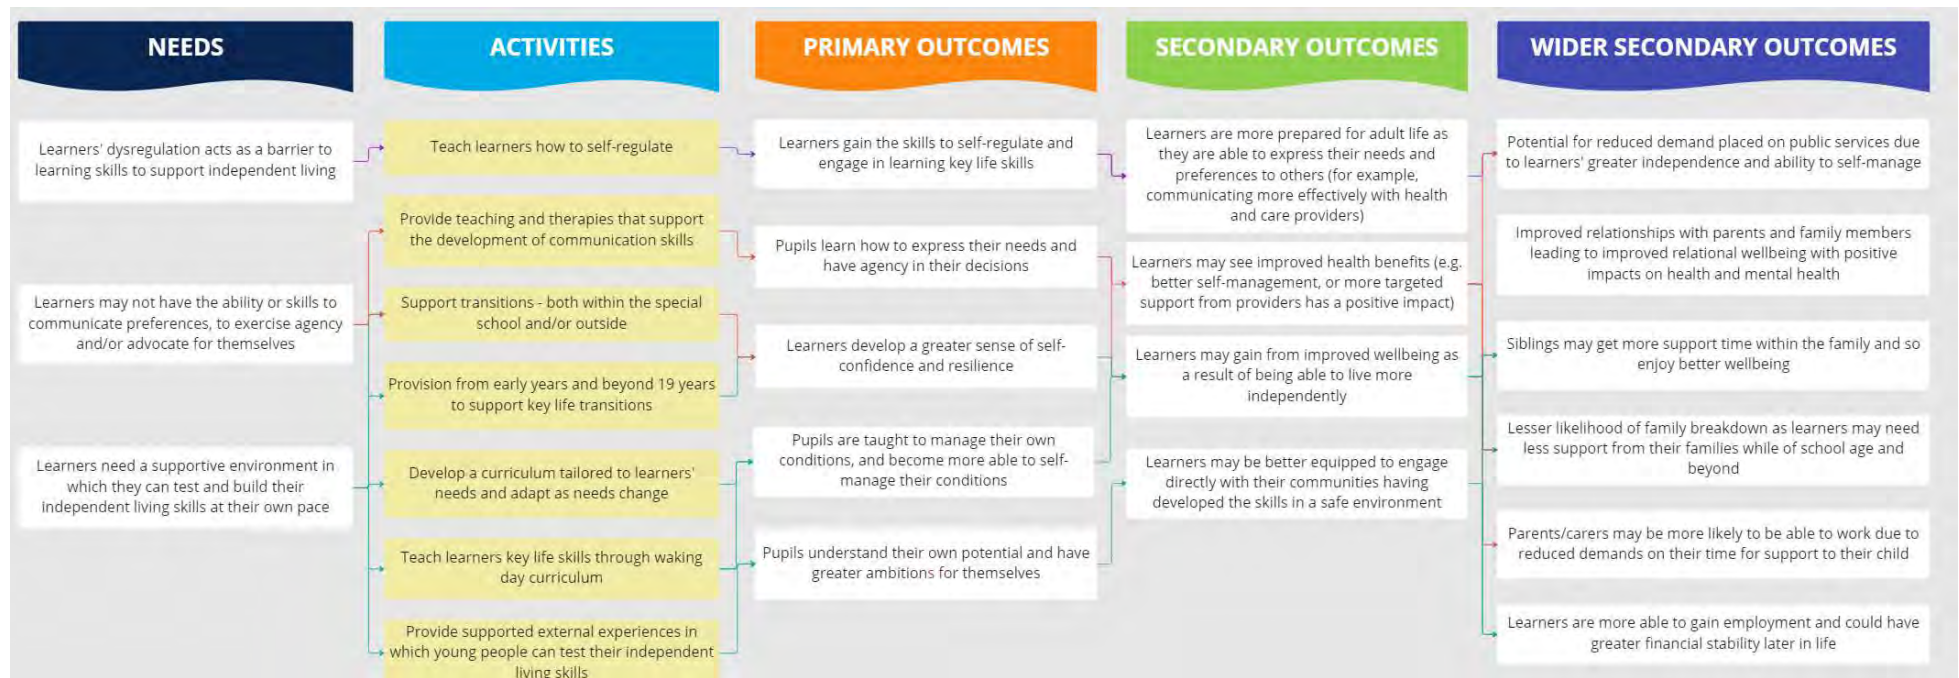 NEEDS
ACTIVITIES
PRIMARY OUTCOMES
SECONDARY OUTCOMES
WIDER SECONDARY OUTCOMES
Learners' dysregulation acts as a barrier to
learning skills to support independent living
Learners may not have the ability or skills to
communicate preferences, to exercise agency
and/or advocate for themselves
Learners need a supportive environment in
which they can test and build their
independent living skills at their own pace
Teach learners how to self-regulate
Provide teaching and therapies that support
the development of communication skills
Support transitions - both within the special
school and/or outside
Provision from early years and beyond 19 years
to support key life transitions
Develop a curriculum tailored to learners'
needs and adapt as needs change
Teach learners key life skills through waking
day curriculum
Provide supported external experiences in
which young people can test their independent
living skills
Learners gain the skills to self-regulate and
engage in learning key life skills
Pupils learn how to express their needs and
have agency in their decisions
Learners develop a greater sense of self-
confidence and resilience
Pupils are taught to manage their own
conditions, and become more able to self-
manage their conditions
Pupils understand their own potential and have
greater ambitions for themselves
Learners are more prepared for adult life as
they are able to express their needs and
preferences to others (for example,
communicating more effectively with health
and care providers)
Learners may see improved health benefits (e.g.
better self-management, or more targeted
support from providers has a positive impact)
Learners may gain from improved wellbeing as
a result of being able to live more
independently
Learners may be better equipped to engage
directly with their communities having
developed the skills in a safe environment
Potential for reduced demand placed on public services due
to learners' greater independence and ability to self-manage
Improved relationships with parents and family members
leading to improved relational wellbeing with positive
impacts on health and mental health
Siblings may get more support time within the family and so
enjoy better wellbeing
Lesser likelihood of family breakdown as learners may need
less support from their families while of school age and
beyond
Parents/carers may be more likely to be able to work due to
reduced demands on their time for support to their child
Learners are more able to gain employment and could have
greater financial stability later in life